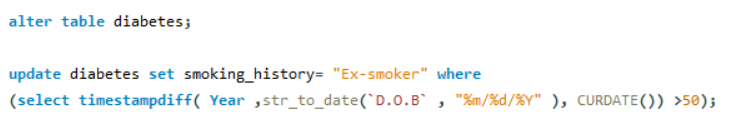 alter table diabetes;
update diabetes set smoking_history= "Ex-smoker" where
(select timestampdiff( Year ,str_to_date(`D.O.B` , "%m/%d/%Y" ), CURDATE()) >50);